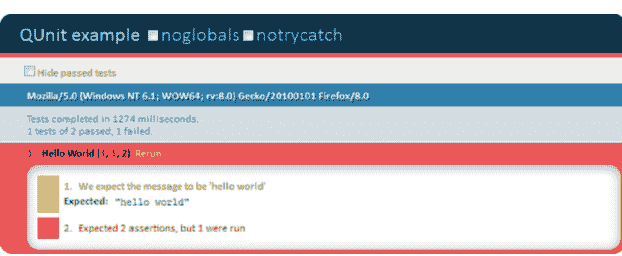 QUnit example noglobals notrycatch
Hide passed tests
Mozilla/5.0 (Windows NT 6.1; WOW64; rv:8.0) Gecko/20100101 Firefox/8.0
Tests completed in 1274 milliseconds.
1 tests of 2 passed, 1 failed.
Hello World (1, 1, 2) Rerun
1. We expect the message to be 'hello world'
Expected: "hello world"
2. Expected 2 assertions, but 1 were run